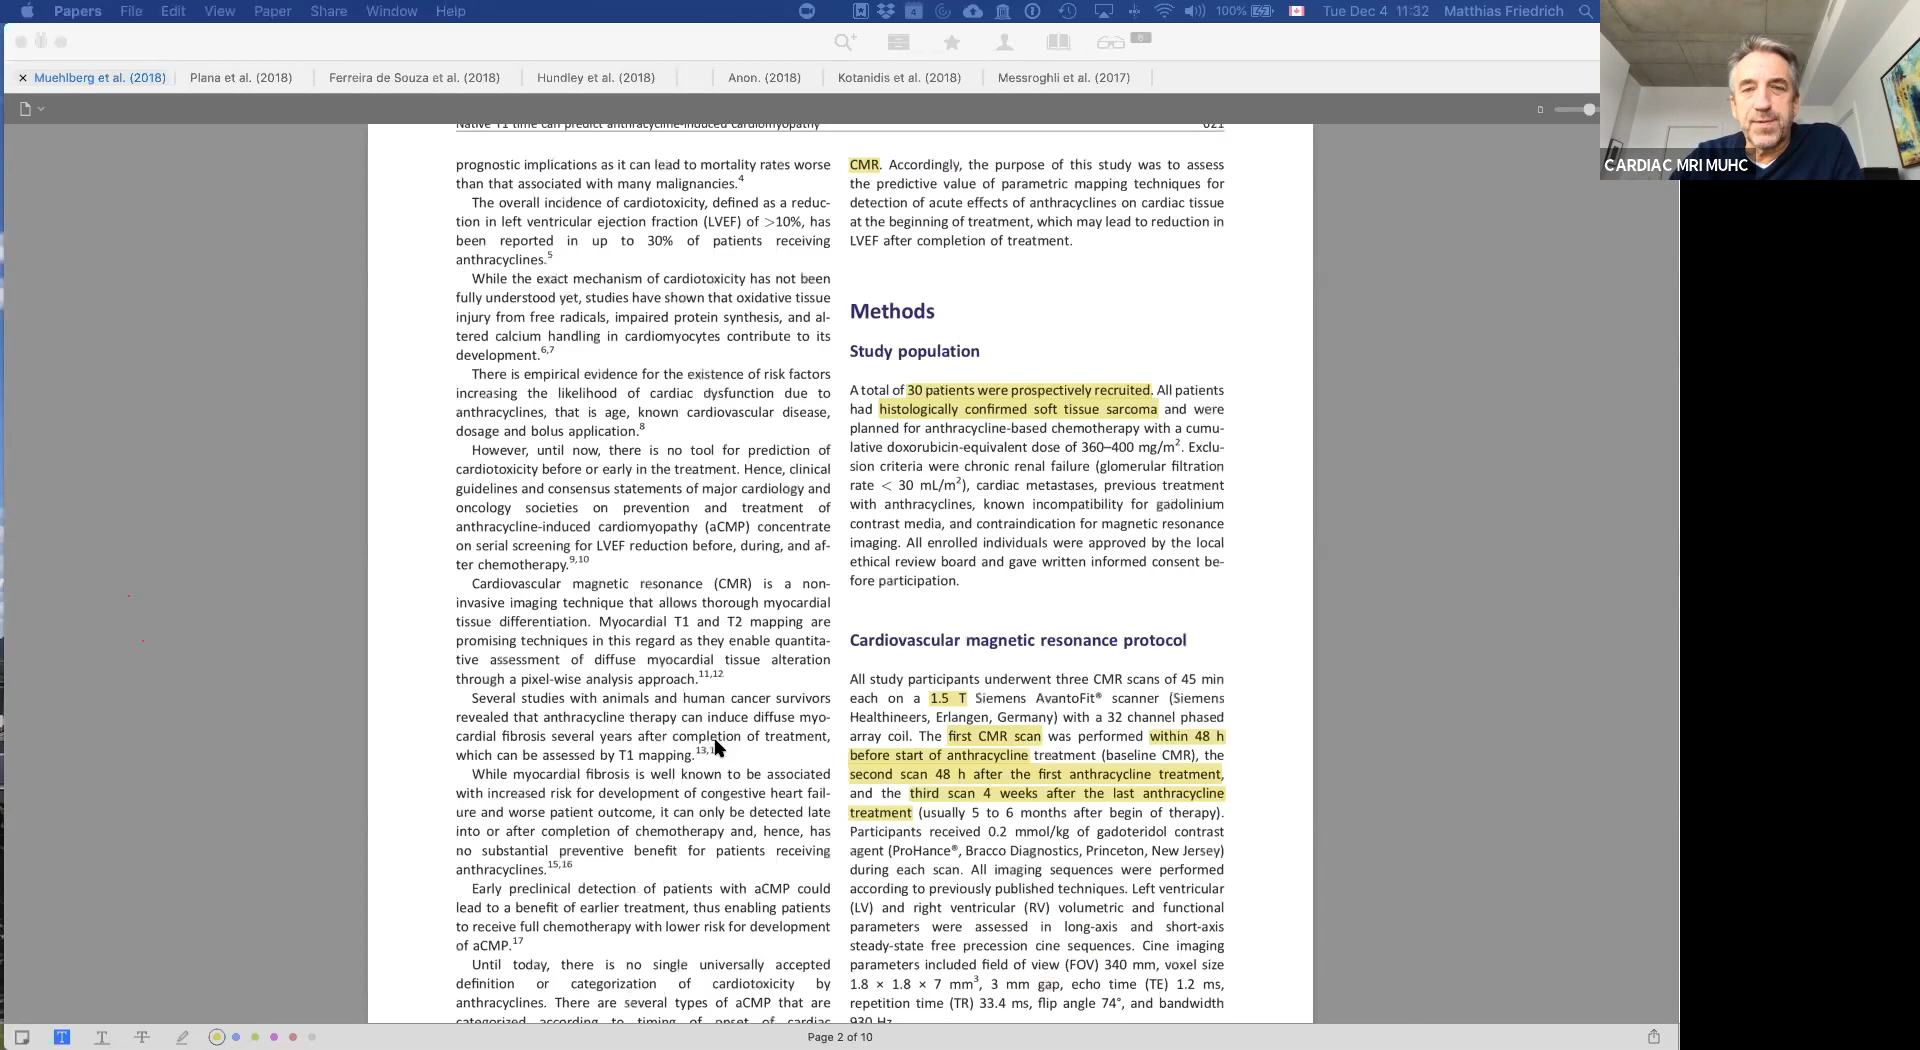 Papers File Edit View Paper Share Window Help 4 100% Tue Dec 4 11:32 Matthias Friedrich
8
× Muehlberg et al. (2018) Plana et al. (2018) Ferreira de Souza et al. (2018) Hundley et al. (2018) Anon. (2018) Kotanidis et al. (2018) Messroghli et al. (2017)
CARDIAC MRI MUHC
Native T1 time can predict anthracycline-induced cardiomyopathy 621
prognostic implications as it can lead to mortality rates worse
than that associated with many malignancies.4
The overall incidence of cardiotoxicity, defined as a reduc-
tion in left ventricular ejection fraction (LVEF) of >10%, has
been reported in up to 30% of patients receiving
anthracyclines.5
While the exact mechanism of cardiotoxicity has not been
fully understood yet, studies have shown that oxidative tissue
injury from free radicals, impaired protein synthesis, and al-
tered calcium handling in cardiomyocytes contribute to its
development.6,7
There is empirical evidence for the existence of risk factors
increasing the likelihood of cardiac dysfunction due to
anthracyclines, that is age, known cardiovascular disease,
dosage and bolus application.8
However, until now, there is no tool for prediction of
cardiotoxicity before or early in the treatment. Hence, clinical
guidelines and consensus statements of major cardiology and
oncology societies on prevention and treatment of
anthracycline-induced cardiomyopathy (aCMP) concentrate
on serial screening for LVEF reduction before, during, and af-
ter chemotherapy.9,10
Cardiovascular magnetic resonance (CMR) is a non-
invasive imaging technique that allows thorough myocardial
tissue differentiation. Myocardial T1 and T2 mapping are
promising techniques in this regard as they enable quantita-
tive assessment of diffuse myocardial tissue alteration
through a pixel-wise analysis approach.11,12
Several studies with animals and human cancer survivors
revealed that anthracycline therapy can induce diffuse myo-
cardial fibrosis several years after completion of treatment,
which can be assessed by T1 mapping.13,1
While myocardial fibrosis is well known to be associated
with increased risk for development of congestive heart fail-
ure and worse patient outcome, it can only be detected late
into or after completion of chemotherapy and, hence, has
no substantial preventive benefit for patients receiving
anthracyclines.15,16
Early preclinical detection of patients with aCMP could
lead to a benefit of earlier treatment, thus enabling patients
to receive full chemotherapy with lower risk for development
of aCMP.17
Until today, there is no single universally accepted
definition or categorization of cardiotoxicity by
anthracyclines. There are several types of aCMP that are
categorized according to timing of onset of cardiac
CMR. Accordingly, the purpose of this study was to assess
the predictive value of parametric mapping techniques for
detection of acute effects of anthracyclines on cardiac tissue
at the beginning of treatment, which may lead to reduction in
LVEF after completion of treatment.
Methods
Study population
A total of 30 patients were prospectively recruited. All patients
had histologically confirmed soft tissue sarcoma and were
planned for anthracycline-based chemotherapy with a cumu-
lative doxorubicin-equivalent dose of 360–400 mg/m2. Exclu-
sion criteria were chronic renal failure (glomerular filtration
rate < 30 mL/m2), cardiac metastases, previous treatment
with anthracyclines, known incompatibility for gadolinium
contrast media, and contraindication for magnetic resonance
imaging. All enrolled individuals were approved by the local
ethical review board and gave written informed consent be-
fore participation.
Cardiovascular magnetic resonance protocol
All study participants underwent three CMR scans of 45 min
each on a 1.5 T Siemens AvantoFit® scanner (Siemens
Healthineers, Erlangen, Germany) with a 32 channel phased
array coil. The first CMR scan was performed within 48 h
before start of anthracycline treatment (baseline CMR), the
second scan 48 h after the first anthracycline treatment,
and the third scan 4 weeks after the last anthracycline
treatment (usually 5 to 6 months after begin of therapy).
Participants received 0.2 mmol/kg of gadoteridol contrast
agent (ProHance®, Bracco Diagnostics, Princeton, New Jersey)
during each scan. All imaging sequences were performed
according to previously published techniques. Left ventricular
(LV) and right ventricular (RV) volumetric and functional
parameters were assessed in long-axis and short-axis
steady-state free precession cine sequences. Cine imaging
parameters included field of view (FOV) 340 mm, voxel size
1.8 × 1.8 × 7 mm3, 3 mm gap, echo time (TE) 1.2 ms,
repetition time (TR) 33.4 ms, flip angle 74°, and bandwidth
930 Hz
Page 2 of 10